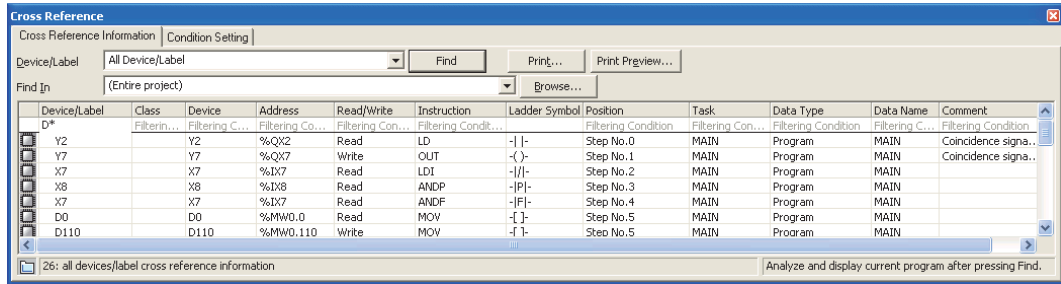 Cross Reference
Cross Reference Information Condition Setting
Device/Label All Device/Label Find Print... Print Preview...
Find In (Entire project) Browse...
Device/Label Class Device Address Read/Write Instruction Ladder Symbol Position Task Data Type Data Name Comment
D* Filterin... Filtering C... Filtering Co... Filtering Con... Filtering Condit... Filtering Condition Filtering Con... Filtering Condition Filtering C... Filtering Condition
Y2 Y2 %QX2 Read LD -| |- Step No.0 MAIN Program MAIN Coincidence signa...
Y7 Y7 %QX7 Write OUT -( )- Step No.1 MAIN Program MAIN Coincidence signa...
X7 X7 %IX7 Read LDI -|/|- Step No.2 MAIN Program MAIN
X8 X8 %IX8 Read ANDP -|P|- Step No.3 MAIN Program MAIN
X7 X7 %IX7 Read ANDF -|F|- Step No.4 MAIN Program MAIN
D0 D0 %MW0.0 Read MOV -[ ]- Step No.5 MAIN Program MAIN
D110 D110 %MW0.110 Write MOV -[ ]- Step No.5 MAIN Program MAIN
26: all devices/label cross reference information Analyze and display current program after pressing Find.